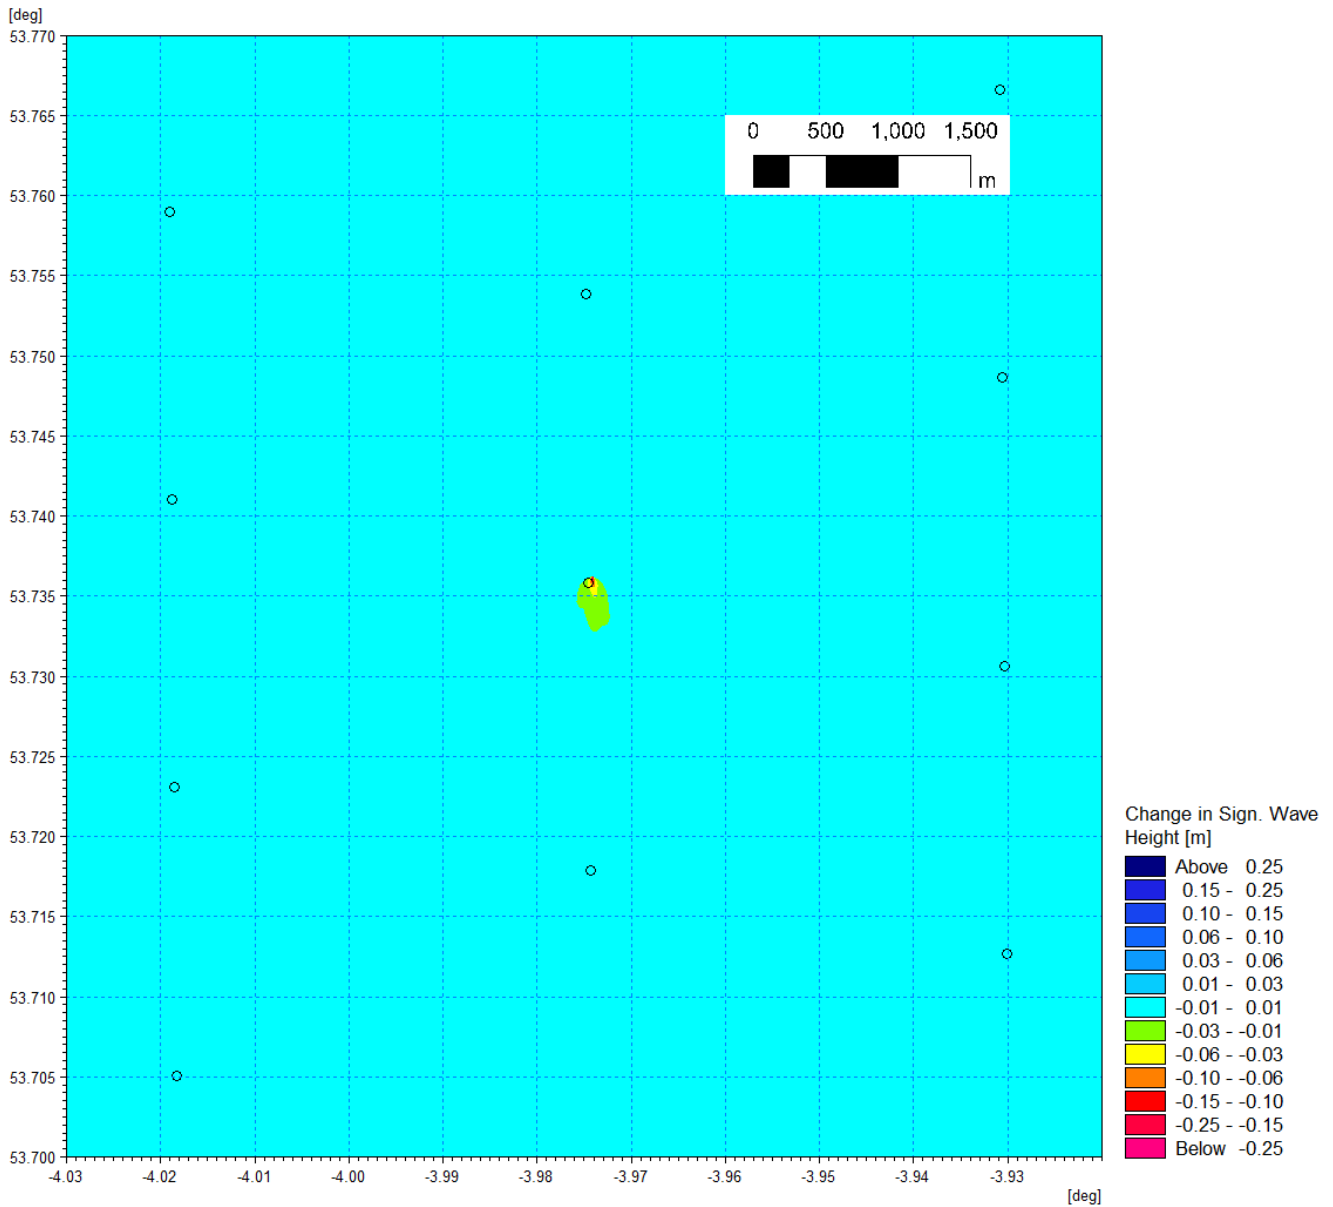 [deg]
53.770
53.765
53.760
53.755
53.750
53.745
53.740
53.735
53.730
53.725
53.720
53.715
53.710
53.705
53.700
0 500 1,000 1,500
m
-4.03 -4.02 -4.01 -4.00 -3.99 -3.98 -3.97 -3.96 -3.95 -3.94 -3.93
[deg]
Change in Sign. Wave
Height [m]
Above 0.25
0.15 - 0.25
0.10 - 0.15
0.06 - 0.10
0.03 - 0.06
0.01 - 0.03
-0.01 - 0.01
-0.03 - -0.01
-0.06 - -0.03
-0.10 - -0.06
-0.15 - -0.10
-0.25 - -0.15
Below -0.25